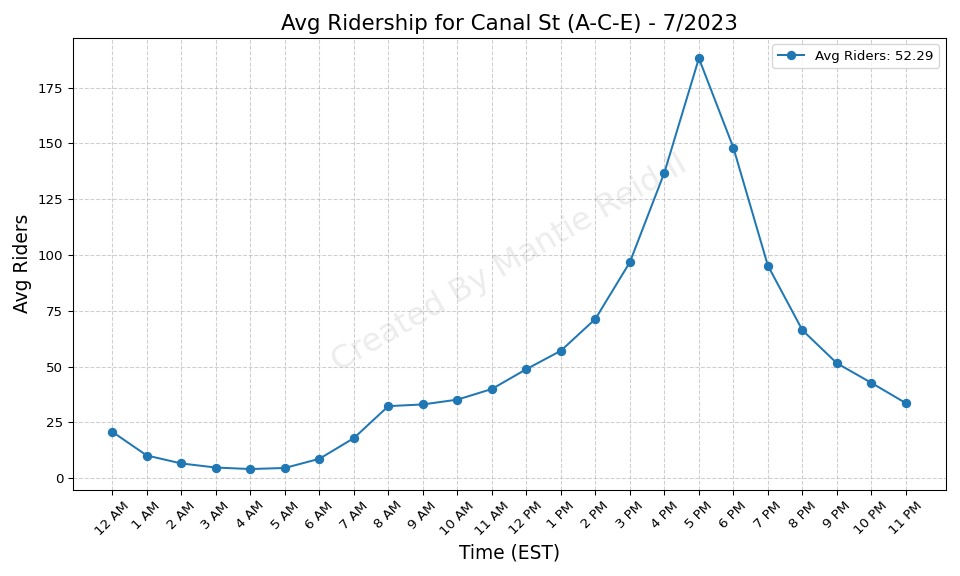 Avg Ridership for Canal St (A-C-E) - 7/2023
Avg Riders: 52.29
Avg Riders
175
150
125
100
75
50
25
0
Created By Mantle Reidill
12 AM
1 AM
2 AM
3 AM
4 AM
5 AM
6 AM
7 AM
8 AM
9 AM
10 AM
11 AM
12 PM
1 PM
2 PM
3 PM
4 PM
5 PM
6 PM
7 PM
8 PM
9 PM
10 PM
11 PM
Time (EST)